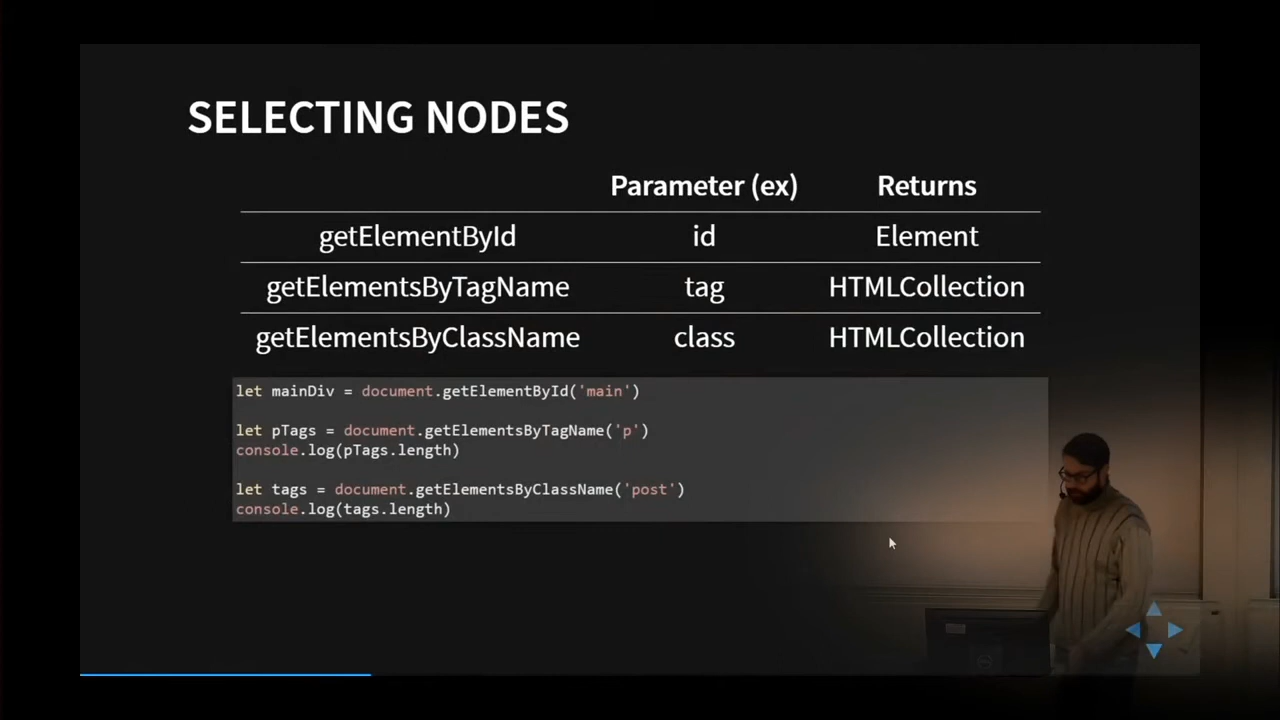 SELECTING NODES
Parameter (ex) Returns
getElementById id Element
getElementsByTagName tag HTMLCollection
getElementsByClassName class HTMLCollection
let mainDiv = document.getElementById('main')
let pTags = document.getElementsByTagName('p')
console.log(pTags.length)
let tags = document.getElementsByClassName('post')
console.log(tags.length)